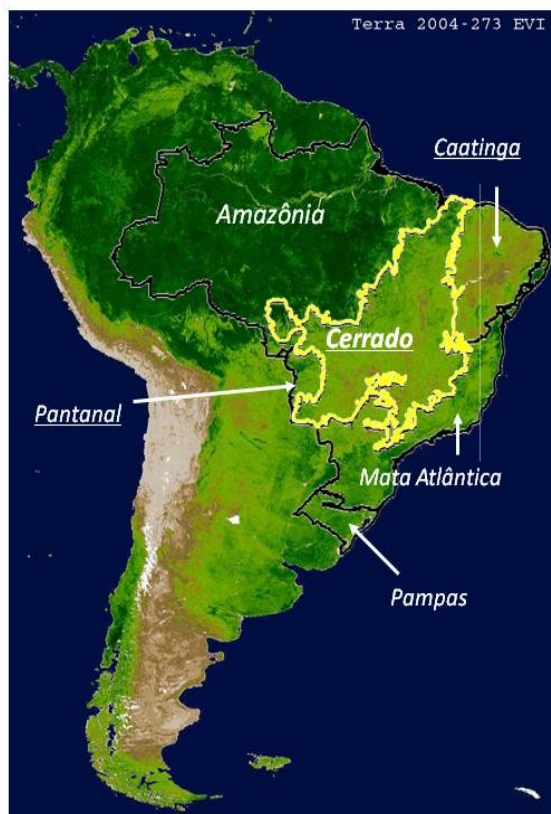 Terra 2004-273 EVI
Caatinga
Amazônia
Cerrado
Pantanal
Mata Atlântica
Pampas